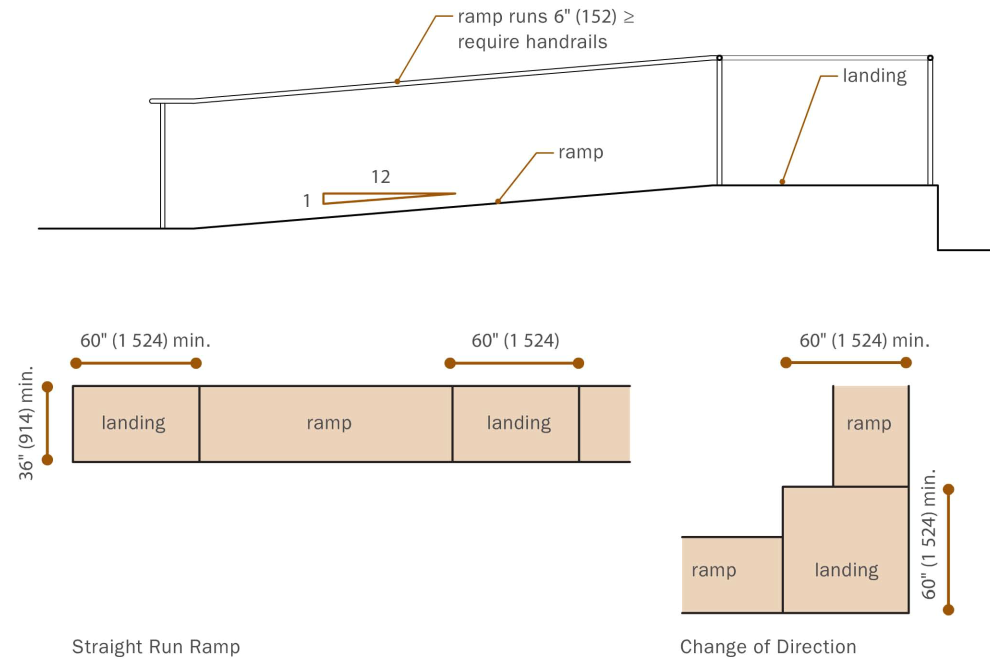 ramp runs 6" (152) ≥
require handrails
landing
ramp
12
1
60" (1 524) min.
60" (1 524)
60" (1 524) min.
36" (914) min.
landing
ramp
landing
ramp
60" (1 524) min.
ramp
landing
Straight Run Ramp
Change of Direction